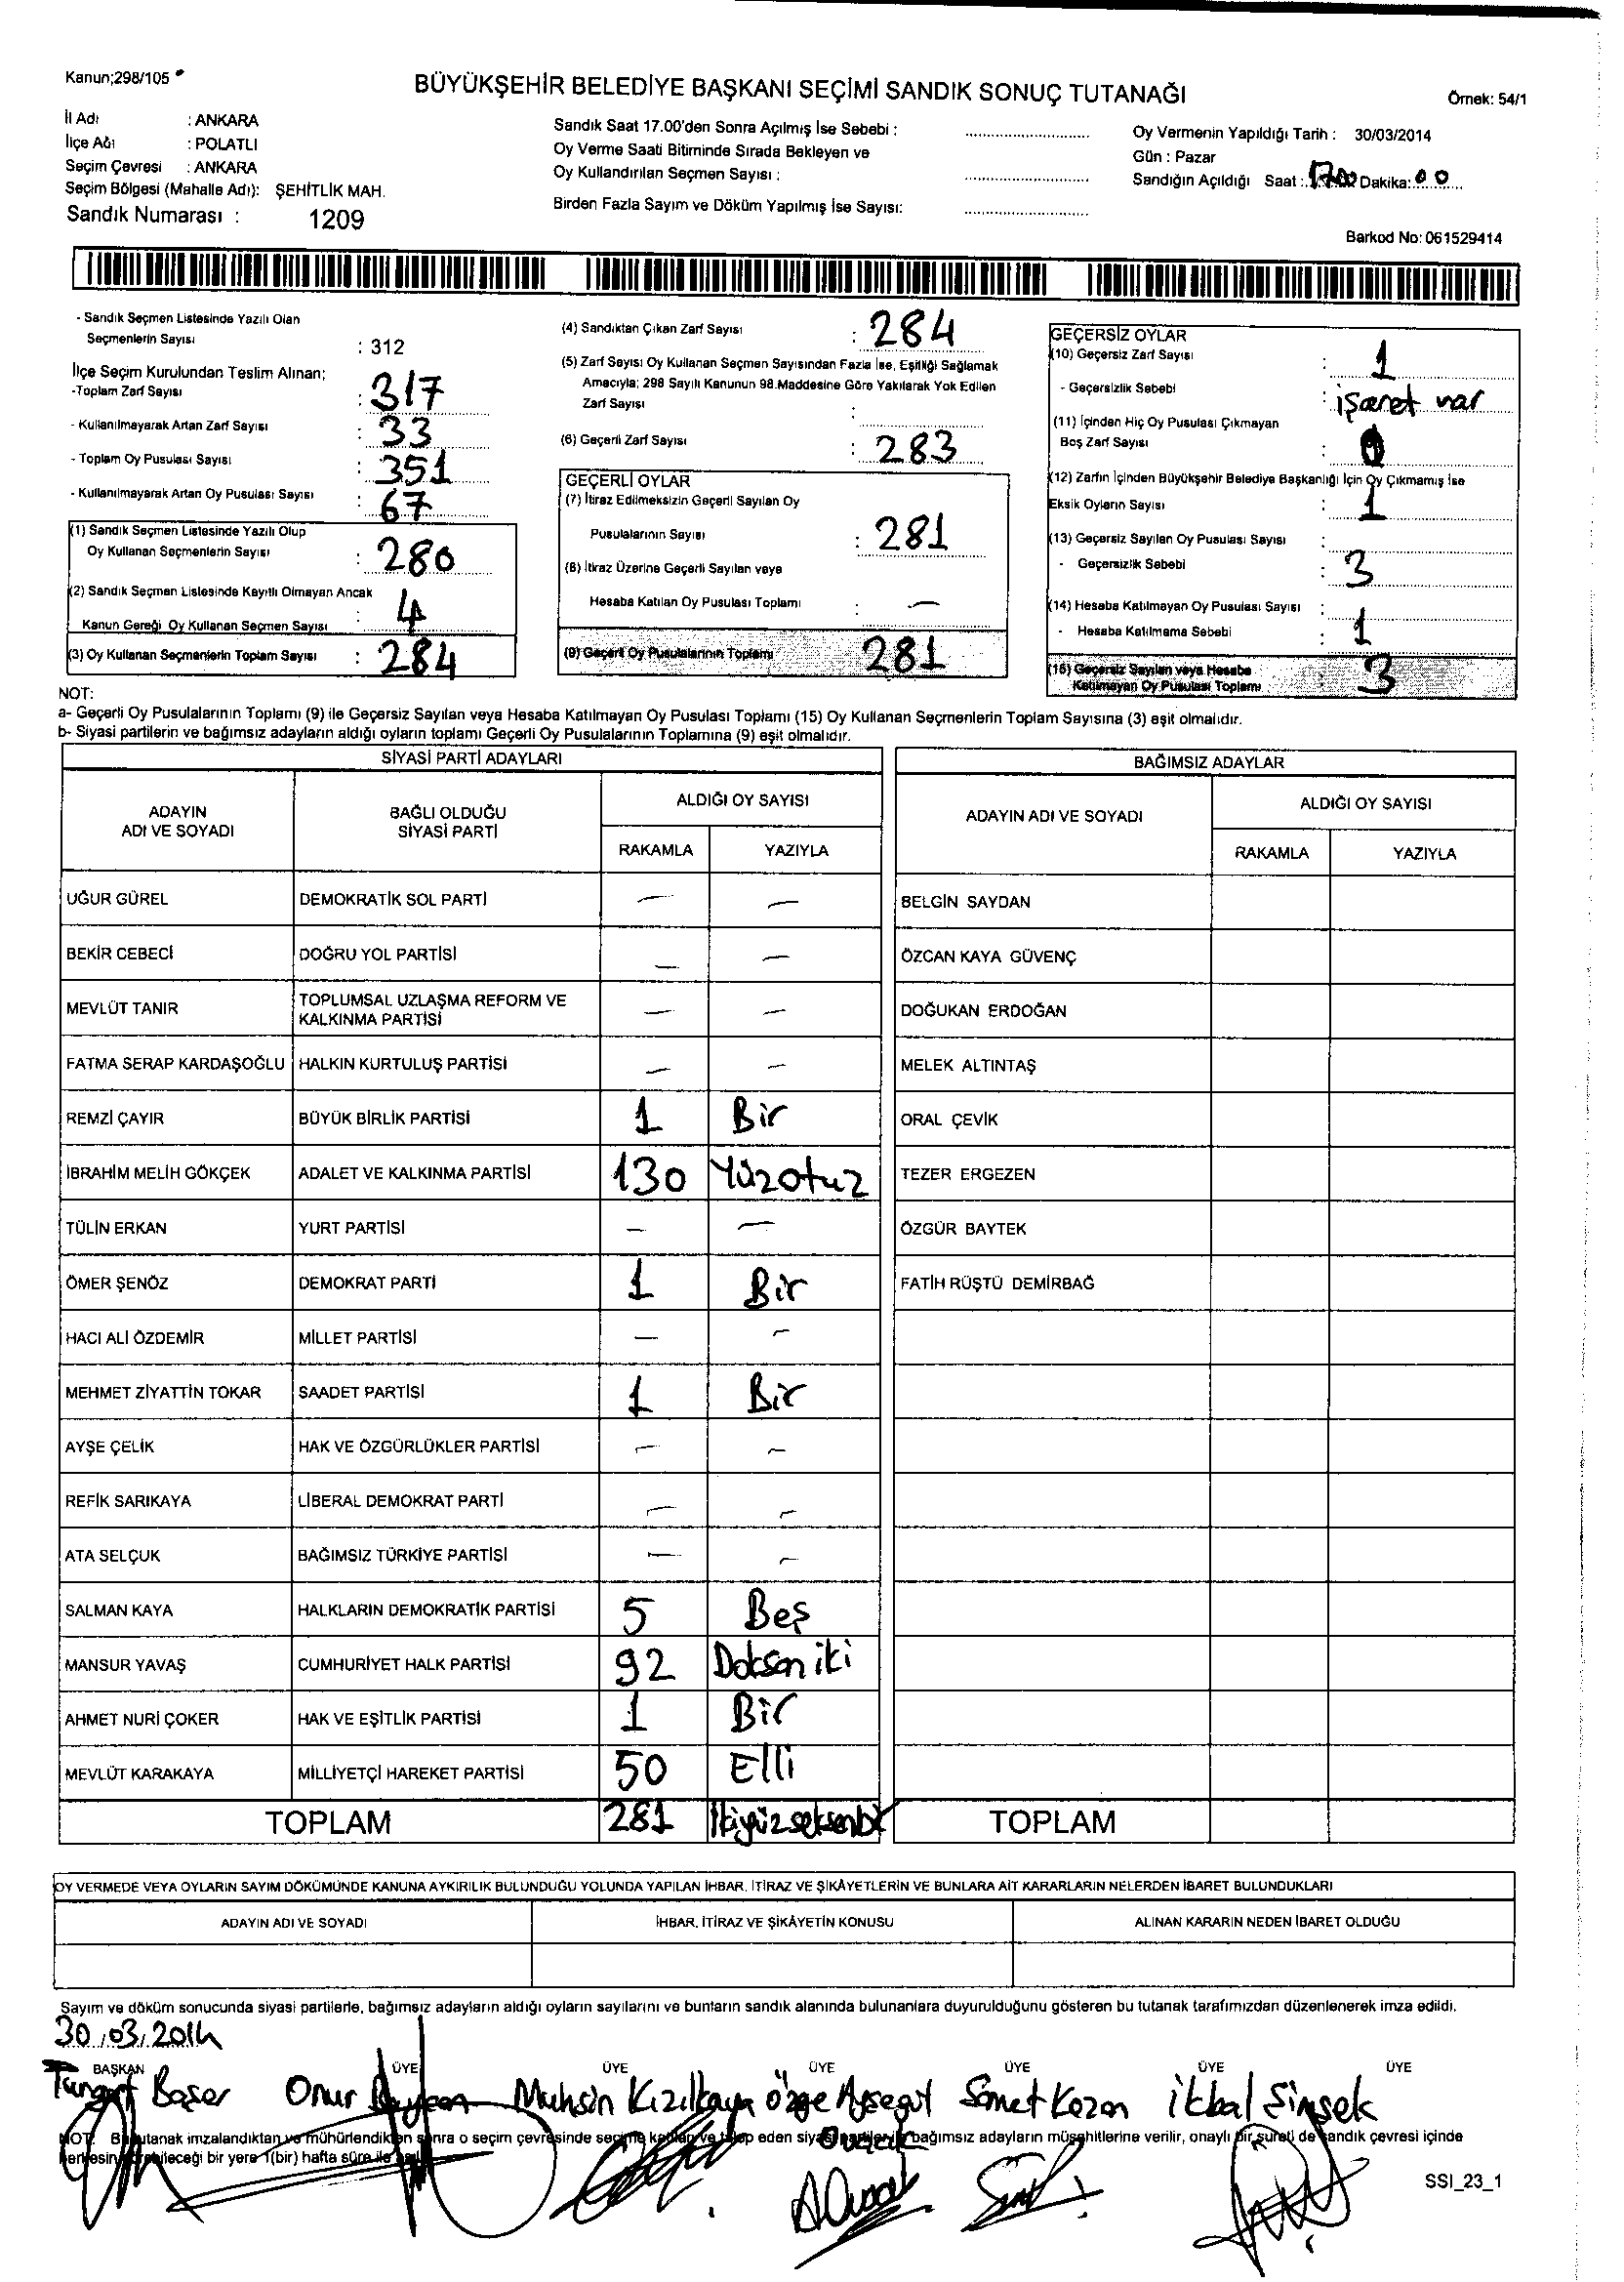 Kanun;298/105
BÜYÜKŞEHİR BELEDİYE BAŞKANI SEÇİMİ SANDIK SONUÇ TUTANAĞI
Örnek: 54/1
İl Adı : ANKARA
İlçe Adı : POLATLI
Seçim Çevresi : ANKARA
Seçim Bölgesi (Mahalle Adı): ŞEHİTLİK MAH.
Sandık Numarası : 1209
Sandık Saat 17.00'den Sonra Açılmış İse Sebebi :
Oy Verme Saati Bitiminde Sırada Bekleyen ve
Oy Kullandırılan Seçmen Sayısı :
Birden Fazla Sayım ve Döküm Yapılmış İse Sayısı:
Oy Vermenin Yapıldığı Tarih : 30/03/2014
Gün : Pazar
Sandığın Açıldığı Saat : 17.00 Dakika: 00
Barkod No: 061529414
- Sandık Seçmen Listesinde Yazılı Olan
Seçmenlerin Sayısı : 312
İlçe Seçim Kurulundan Teslim Alınan;
-Toplam Zarf Sayısı : 317
- Kullanılmayarak Artan Zarf Sayısı : 33
- Toplam Oy Pusulası Sayısı : 351
- Kullanılmayarak Artan Oy Pusulası Sayısı : 67
(1) Sandık Seçmen Listesinde Yazılı Olup
Oy Kullanan Seçmenlerin Sayısı : 280
(2) Sandık Seçmen Listesinde Kayıtlı Olmayan Ancak
Kanun Gereği Oy Kullanan Seçmen Sayısı : 4
(3) Oy Kullanan Seçmenlerin Toplam Sayısı : 284
(4) Sandıktan Çıkan Zarf Sayısı : 284
(5) Zarf Sayısı Oy Kullanan Seçmen Sayısından Fazla İse, Eşitliği Sağlamak
Amacıyla; 298 Sayılı Kanunun 98.Maddesine Göre Yakılarak Yok Edilen
Zarf Sayısı :
(6) Geçerli Zarf Sayısı : 283
GEÇERLİ OYLAR
(7) İtiraz Edilmeksizin Geçerli Sayılan Oy
Pusulalarının Sayısı : 281
(8) İtiraz Üzerine Geçerli Sayılan veya
Hesaba Katılan Oy Pusulası Toplamı : —
(9) Geçerli Oy Pusulalarının Toplamı 281
GEÇERSİZ OYLAR
(10) Geçersiz Zarf Sayısı : 1
- Geçersizlik Sebebi : işaret var
(11) İçinden Hiç Oy Pusulası Çıkmayan
Boş Zarf Sayısı : 0
(12) Zarfın İçinden Büyükşehir Belediye Başkanlığı İçin Oy Çıkmamış İse
Eksik Oyların Sayısı : 1
(13) Geçersiz Sayılan Oy Pusulası Sayısı :
- Geçersizlik Sebebi : 3
(14) Hesaba Katılmayan Oy Pusulası Sayısı :
- Hesaba Katılmama Sebebi : 1
(15) Geçersiz Sayılan veya Hesaba
Katılmayan Oy Pusulası Toplamı 3
NOT:
a- Geçerli Oy Pusulalarının Toplamı (9) ile Geçersiz Sayılan veya Hesaba Katılmayan Oy Pusulası Toplamı (15) Oy Kullanan Seçmenlerin Toplam Sayısına (3) eşit olmalıdır.
b- Siyasi partilerin ve bağımsız adayların aldığı oyların toplamı Geçerli Oy Pusulalarının Toplamına (9) eşit olmalıdır.
SİYASİ PARTİ ADAYLARI
ADAYIN ADI VE SOYADI BAĞLI OLDUĞU SİYASİ PARTİ ALDIĞI OY SAYISI
RAKAMLA YAZIYLA
UĞUR GÜREL DEMOKRATİK SOL PARTİ — —
BEKİR CEBECİ DOĞRU YOL PARTİSİ — —
MEVLÜT TANIR TOPLUMSAL UZLAŞMA REFORM VE KALKINMA PARTİSİ — —
FATMA SERAP KARDAŞOĞLU HALKIN KURTULUŞ PARTİSİ — —
REMZİ ÇAYIR BÜYÜK BİRLİK PARTİSİ 1 Bir
İBRAHİM MELİH GÖKÇEK ADALET VE KALKINMA PARTİSİ 130 Yüzotuz
TÜLİN ERKAN YURT PARTİSİ — —
ÖMER ŞENÖZ DEMOKRAT PARTİ 1 Bir
HACI ALİ ÖZDEMİR MİLLET PARTİSİ — —
MEHMET ZİYATTİN TOKAR SAADET PARTİSİ 1 Bir
AYŞE ÇELİK HAK VE ÖZGÜRLÜKLER PARTİSİ — —
REFİK SARIKAYA LİBERAL DEMOKRAT PARTİ — —
ATA SELÇUK BAĞIMSIZ TÜRKİYE PARTİSİ — —
SALMAN KAYA HALKLARIN DEMOKRATİK PARTİSİ 5 Beş
MANSUR YAVAŞ CUMHURİYET HALK PARTİSİ 92 Doksan iki
AHMET NURİ ÇOKER HAK VE EŞİTLİK PARTİSİ 1 Bir
MEVLÜT KARAKAYA MİLLİYETÇİ HAREKET PARTİSİ 50 Elli
TOPLAM 281 İkiyüzseksenbir
BAĞIMSIZ ADAYLAR
ADAYIN ADI VE SOYADI ALDIĞI OY SAYISI
RAKAMLA YAZIYLA
BELGİN SAYDAN
ÖZCAN KAYA GÜVENÇ
DOĞUKAN ERDOĞAN
MELEK ALTINTAŞ
ORAL ÇEVİK
TEZER ERGEZEN
ÖZGÜR BAYTEK
FATİH RÜŞTÜ DEMİRBAĞ
TOPLAM
OY VERMEDE VEYA OYLARIN SAYIM DÖKÜMÜNDE KANUNA AYKIRILIK BULUNDUĞU YOLUNDA YAPILAN İHBAR, İTİRAZ VE ŞİKÂYETLERİN VE BUNLARA AİT KARARLARIN NELERDEN İBARET BULUNDUKLARI
ADAYIN ADI VE SOYADI İHBAR, İTİRAZ VE ŞİKÂYETİN KONUSU ALINAN KARARIN NEDEN İBARET OLDUĞU
Sayım ve döküm sonucunda siyasi partilerle, bağımsız adayların aldığı oyların sayılarını ve bunların sandık alanında bulunanlara duyurulduğunu gösteren bu tutanak tarafımızdan düzenlenerek imza edildi.
30.03.2014
BAŞKAN ÜYE ÜYE ÜYE ÜYE ÜYE ÜYE
Başer Onur Muhsin Kızılkaya Özge Ayşegül Samet Kezen İkbal Şimşek
NOT: Bu tutanak imzalandıktan ve mühürlendikten sonra o seçim çevresinde seçime katılan ve talep eden siyasi partiler ile bağımsız adayların müşahitlerine verilir, onaylı bir sureti de sandık çevresi içinde
herkesin görebileceği bir yere 1(bir) hafta süre ile
SSI_23_1